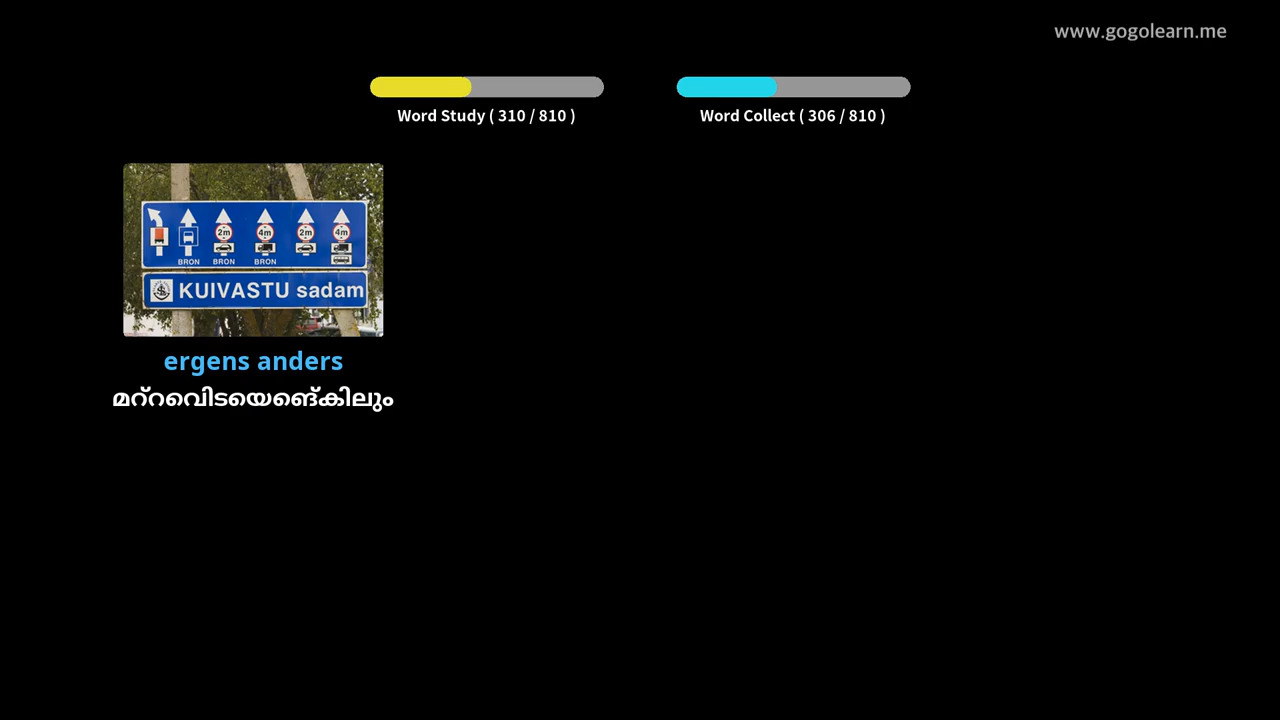 www.gogolearn.me
Word Study ( 310 / 810 )
Word Collect ( 306 / 810 )
2m 4m 2m 4m
BRON BRON BRON
KUIVASTU sadam
ergens anders
മറ്റെവിടെയെങ്കിലും